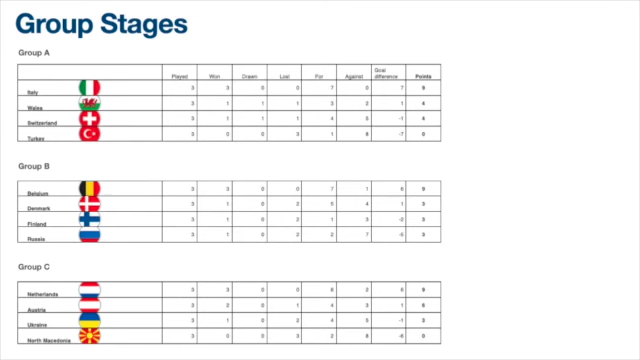 Group Stages
Group A
Played Won Drawn Lost For Against Goal difference Points
Italy 3 3 0 0 7 0 7 9
Wales 3 1 1 1 3 2 1 4
Switzerland 3 1 1 1 4 5 -1 4
Turkey 3 0 0 3 1 8 -7 0
Group B
Belgium 3 3 0 0 7 1 6 9
Denmark 3 1 0 2 5 4 1 3
Finland 3 1 0 2 1 3 -2 3
Russia 3 1 0 2 2 7 -5 3
Group C
Netherlands 3 3 0 0 8 2 6 9
Austria 3 2 0 1 4 3 1 6
Ukraine 3 1 0 2 4 5 -1 3
North Macedonia 3 0 0 3 2 8 -6 0